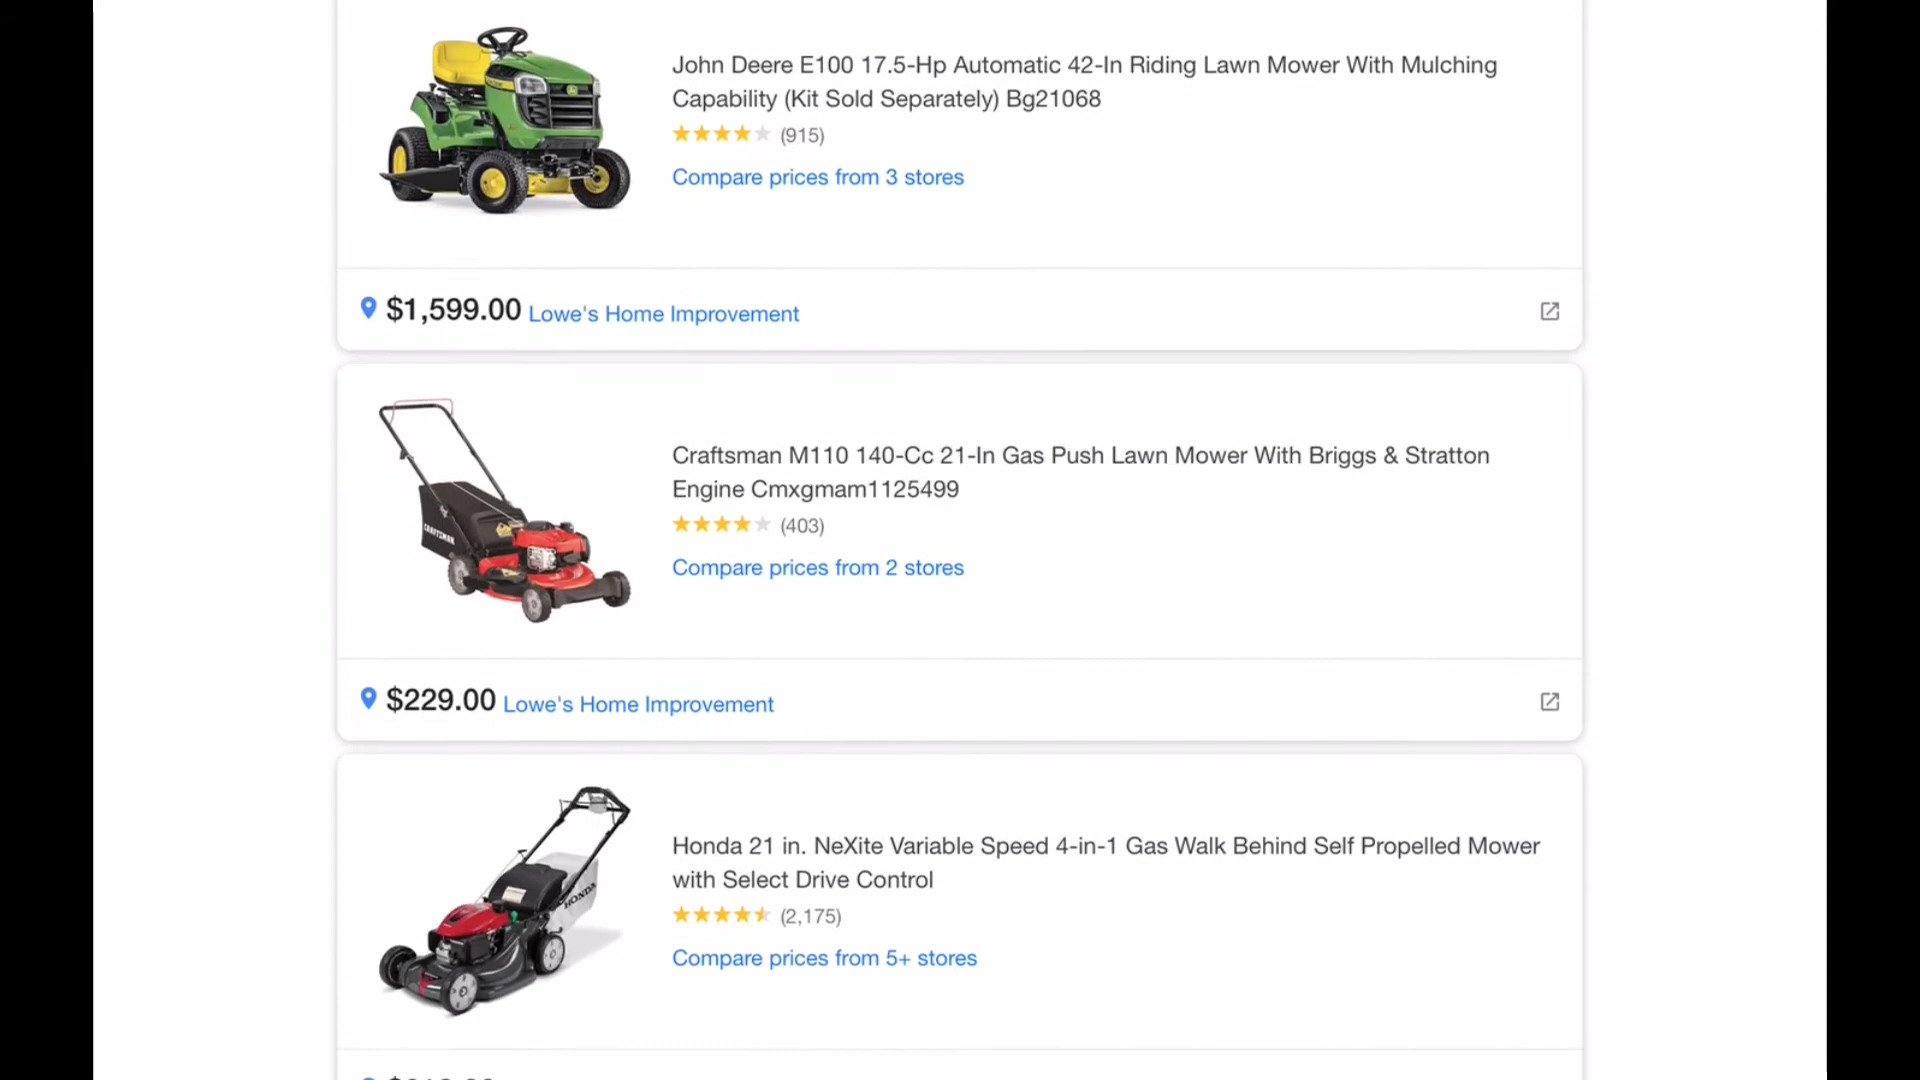 John Deere E100 17.5-Hp Automatic 42-In Riding Lawn Mower With Mulching
Capability (Kit Sold Separately) Bg21068
(915)
Compare prices from 3 stores
$1,599.00 Lowe's Home Improvement
Craftsman M110 140-Cc 21-In Gas Push Lawn Mower With Briggs & Stratton
Engine Cmxgmam1125499
(403)
Compare prices from 2 stores
CRAFTSMAN
$229.00 Lowe's Home Improvement
Honda 21 in. NeXite Variable Speed 4-in-1 Gas Walk Behind Self Propelled Mower
with Select Drive Control
(2,175)
Compare prices from 5+ stores
HONDA